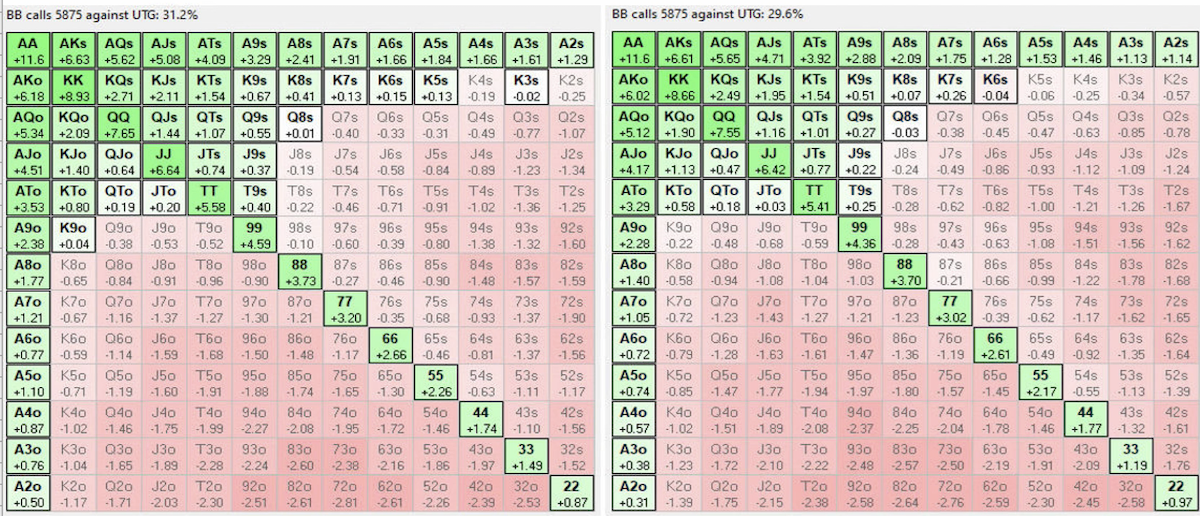 BB calls 5875 against UTG: 31.2%
AA AKs AQs AJs ATs A9s A8s A7s A6s A5s A4s A3s A2s
+11.6 +6.63 +5.62 +5.08 +4.09 +3.29 +2.41 +1.91 +1.66 +1.84 +1.66 +1.61 +1.29
AKo KK KQs KJs KTs K9s K8s K7s K6s K5s K4s K3s K2s
+6.18 +8.93 +2.71 +2.11 +1.54 +0.67 +0.41 +0.13 +0.15 +0.13 -0.19 -0.02 -0.25
AQo KQo QQ QJs QTs Q9s Q8s Q7s Q6s Q5s Q4s Q3s Q2s
+5.34 +2.09 +7.65 +1.44 +1.07 +0.55 +0.01 -0.40 -0.33 -0.31 -0.49 -0.77 -1.07
AJo KJo QJo JJ JTs J9s J8s J7s J6s J5s J4s J3s J2s
+4.51 +1.40 +0.64 +6.64 +0.74 +0.37 -0.19 -0.54 -0.58 -0.84 -0.89 -1.23 -1.34
ATo KTo QTo JTo TT T9s T8s T7s T6s T5s T4s T3s T2s
+3.53 +0.80 +0.19 +0.20 +5.58 +0.40 -0.22 -0.46 -0.71 -0.91 -1.02 -1.36 -1.25
A9o K9o Q9o J9o T9o 99 98s 97s 96s 95s 94s 93s 92s
+2.38 +0.04 -0.38 -0.53 -0.52 +4.59 -0.10 -0.60 -0.39 -0.80 -1.38 -1.32 -1.60
A8o K8o Q8o J8o T8o 98o 88 87s 86s 85s 84s 83s 82s
+1.77 -0.65 -0.84 -0.91 -0.96 -0.90 +3.73 -0.27 -0.46 -0.90 -1.48 -1.57 -1.59
A7o K7o Q7o J7o T7o 97o 87o 77 76s 75s 74s 73s 72s
+1.21 -0.67 -1.16 -1.37 -1.27 -1.30 -1.21 +3.20 -0.35 -0.68 -0.93 -1.37 -1.90
A6o K6o Q6o J6o T6o 96o 86o 76o 66 65s 64s 63s 62s
+0.77 -0.59 -1.14 -1.59 -1.68 -1.50 -1.48 -1.17 +2.66 -0.46 -0.81 -1.37 -1.56
A5o K5o Q5o J5o T5o 95o 85o 75o 65o 55 54s 53s 52s
+1.10 -0.71 -1.19 -1.60 -1.91 -1.88 -1.74 -1.65 -1.30 +2.26 -0.63 -1.11 -1.17
A4o K4o Q4o J4o T4o 94o 84o 74o 64o 54o 44 43s 42s
+0.87 -1.02 -1.46 -1.75 -1.99 -2.27 -2.08 -1.95 -1.72 -1.46 +1.74 -1.10 -1.56
A3o K3o Q3o J3o T3o 93o 83o 73o 63o 53o 43o 33 32s
+0.76 -1.04 -1.65 -1.89 -2.28 -2.24 -2.60 -2.38 -2.16 -1.86 -1.97 +1.49 -1.52
A2o K2o Q2o J2o T2o 92o 82o 72o 62o 52o 42o 32o 22
+0.50 -1.17 -1.71 -2.03 -2.30 -2.51 -2.61 -2.81 -2.61 -2.26 -2.39 -2.53 +0.87
BB calls 5875 against UTG: 29.6%
AA AKs AQs AJs ATs A9s A8s A7s A6s A5s A4s A3s A2s
+11.6 +6.61 +5.65 +4.71 +3.92 +2.88 +2.09 +1.75 +1.28 +1.53 +1.46 +1.13 +1.14
AKo KK KQs KJs KTs K9s K8s K7s K6s K5s K4s K3s K2s
+6.02 +8.66 +2.49 +1.95 +1.54 +0.51 +0.07 +0.26 -0.04 -0.06 -0.25 -0.34 -0.57
AQo KQo QQ QJs QTs Q9s Q8s Q7s Q6s Q5s Q4s Q3s Q2s
+5.12 +1.90 +7.55 +1.16 +1.01 +0.27 -0.03 -0.38 -0.45 -0.47 -0.63 -0.85 -0.78
AJo KJo QJo JJ JTs J9s J8s J7s J6s J5s J4s J3s J2s
+4.17 +1.13 +0.47 +6.42 +0.77 +0.22 -0.24 -0.49 -0.86 -0.93 -1.12 -1.09 -1.24
ATo KTo QTo JTo TT T9s T8s T7s T6s T5s T4s T3s T2s
+3.29 +0.58 +0.18 +0.03 +5.41 +0.25 -0.28 -0.62 -0.82 -1.00 -1.21 -1.26 -1.67
A9o K9o Q9o J9o T9o 99 98s 97s 96s 95s 94s 93s 92s
+2.28 -0.22 -0.48 -0.68 -0.59 +4.36 -0.28 -0.43 -0.63 -1.08 -1.51 -1.56 -1.62
A8o K8o Q8o J8o T8o 98o 88 87s 86s 85s 84s 83s 82s
+1.40 -0.58 -0.94 -1.08 -1.04 -1.03 +3.70 -0.21 -0.66 -0.99 -1.22 -1.78 -1.68
A7o K7o Q7o J7o T7o 97o 87o 77 76s 75s 74s 73s 72s
+1.05 -0.72 -1.23 -1.43 -1.27 -1.21 -1.23 +3.02 -0.39 -0.62 -1.17 -1.62 -1.65
A6o K6o Q6o J6o T6o 96o 86o 76o 66 65s 64s 63s 62s
+0.72 -0.79 -1.28 -1.63 -1.61 -1.47 -1.36 -1.19 +2.61 -0.49 -0.92 -1.35 -1.64
A5o K5o Q5o J5o T5o 95o 85o 75o 65o 55 54s 53s 52s
+0.74 -0.85 -1.47 -1.77 -1.94 -1.97 -1.80 -1.57 -1.45 +2.17 -0.55 -1.13 -1.39
A4o K4o Q4o J4o T4o 94o 84o 74o 64o 54o 44 43s 42s
+0.57 -1.02 -1.51 -1.89 -2.08 -2.37 -2.25 -2.04 -1.78 -1.46 +1.77 -1.32 -1.61
A3o K3o Q3o J3o T3o 93o 83o 73o 63o 53o 43o 33 32s
+0.38 -1.23 -1.72 -2.10 -2.22 -2.48 -2.57 -2.50 -2.19 -1.91 -2.09 +1.19 -1.76
A2o K2o Q2o J2o T2o 92o 82o 72o 62o 52o 42o 32o 22
+0.31 -1.39 -1.75 -2.15 -2.38 -2.58 -2.64 -2.76 -2.59 -2.30 -2.45 -2.58 +0.97